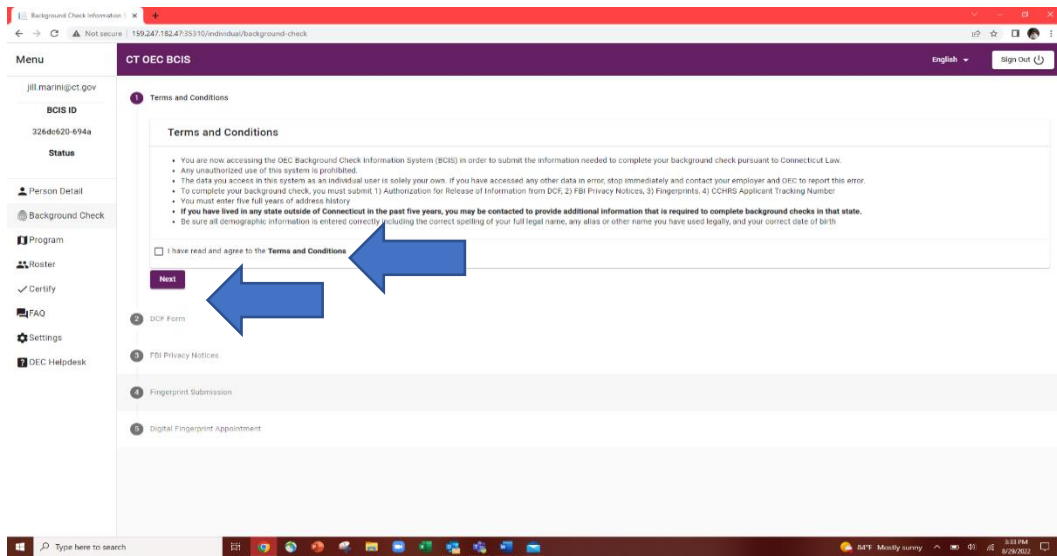 Background Check Information
Not secure | 159.247.182.47:35310/individual/background-check
Menu
CT OEC BCIS
English
Sign Out
jill.marini@ct.gov
BCIS ID
326de620-694a
Status
Person Detail
Background Check
Program
Roster
Certify
FAQ
Settings
OEC Helpdesk
1 Terms and Conditions
Terms and Conditions
• You are now accessing the OEC Background Check Information System (BCIS) in order to submit the information needed to complete your background check pursuant to Connecticut Law.
• Any unauthorized use of this system is prohibited.
• The data you access in this system as an individual user is solely your own. If you have accessed any other data in error, stop immediately and contact your employer and OEC to report this error.
• To complete your background check, you must submit 1) Authorization for Release of Information from DCF, 2) FBI Privacy Notices, 3) Fingerprints, 4) CCHRS Applicant Tracking Number
• You must enter five full years of address history
• If you have lived in any state outside of Connecticut in the past five years, you may be contacted to provide additional information that is required to complete background checks in that state.
• Be sure all demographic information is entered correctly including the correct spelling of your full legal name, any alias or other name you have used legally, and your correct date of birth
I have read and agree to the Terms and Conditions
Next
2 DCF Form
3 FBI Privacy Notices
4 Fingerprint Submission
5 Digital Fingerprint Appointment
Type here to search
84°F Mostly sunny
3:33 PM
8/29/2022